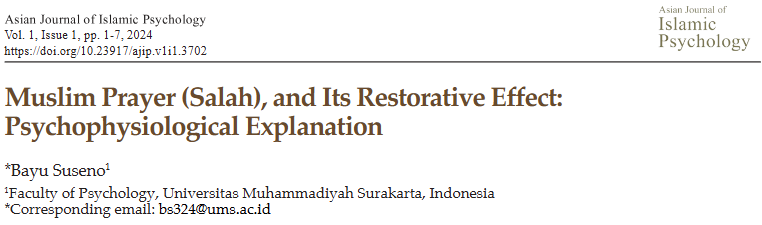 Asian Journal of Islamic Psychology
Vol. 1, Issue 1, pp. 1-7, 2024
https://doi.org/10.23917/ajip.v1i1.3702
Asian Journal of
Islamic
Psychology
Muslim Prayer (Salah), and Its Restorative Effect:
Psychophysiological Explanation
*Bayu Suseno1
1Faculty of Psychology, Universitas Muhammadiyah Surakarta, Indonesia
*Corresponding email: bs324@ums.ac.id